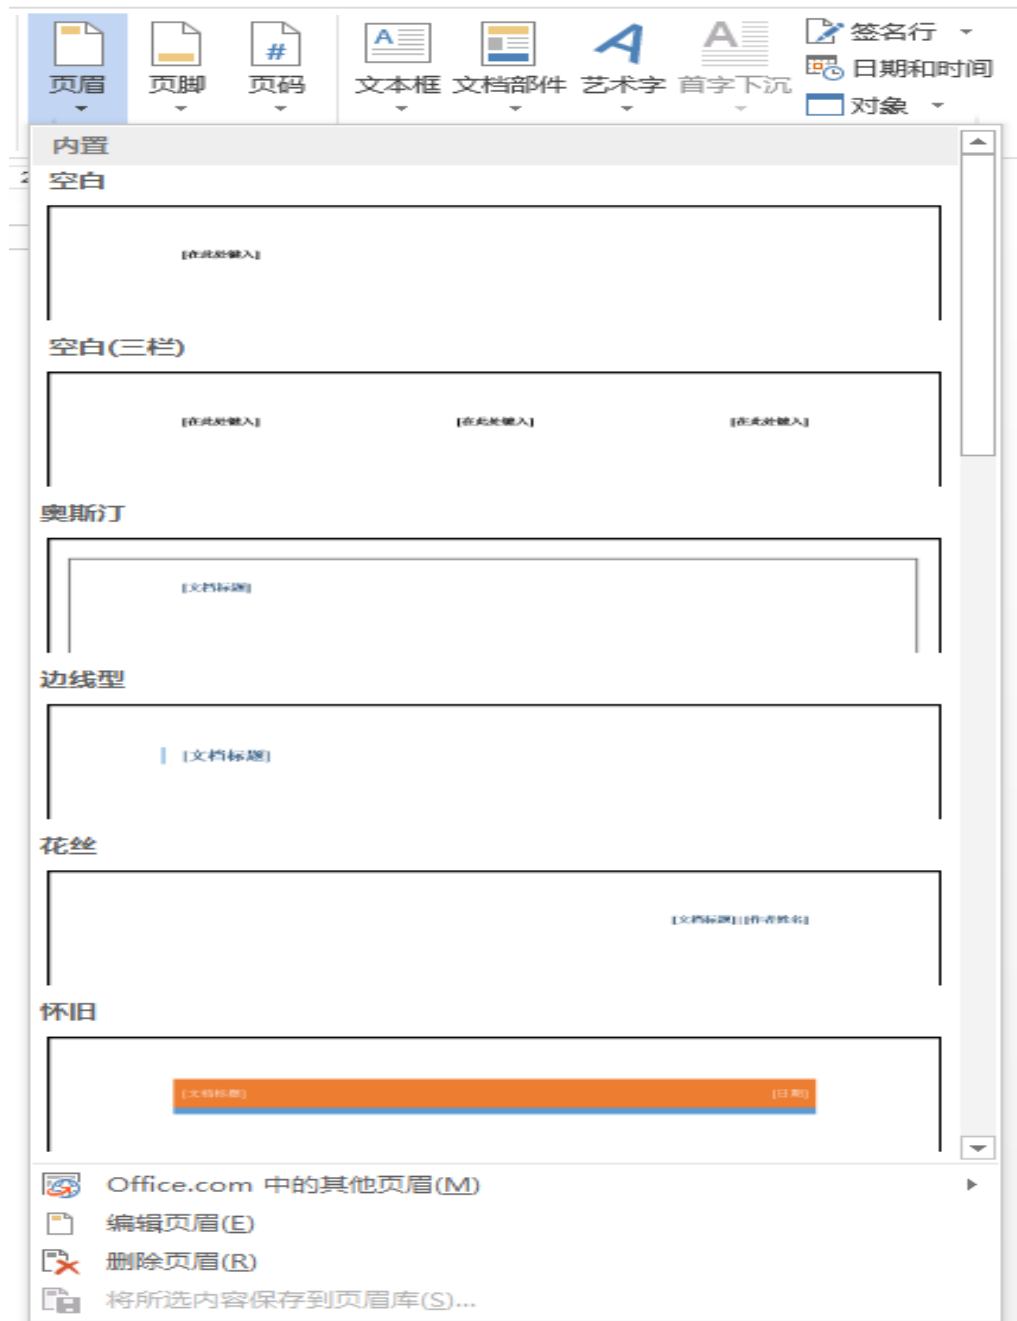 签名行
日期和时间
对象
页眉 页脚 页码 文本框 文档部件 艺术字 首字下沉
内置
2
空白
[在此处键入]
空白(三栏)
[在此处键入] [在此处键入] [在此处键入]
奥斯汀
[文档标题]
边线型
[文档标题]
花丝
[文档标题] | [作者姓名]
怀旧
[文档标题] [日期]
Office.com 中的其他页眉(M)
编辑页眉(E)
删除页眉(R)
将所选内容保存到页眉库(S)...